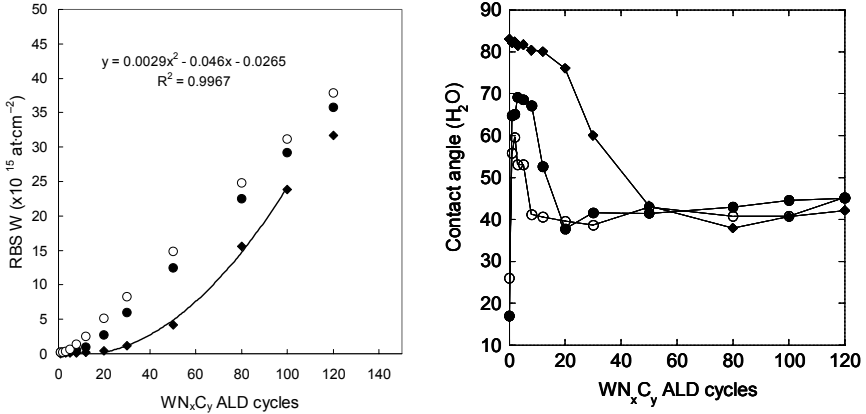 50
45
40
35
30
25
20
15
10
5
0
RBS W (x10 15 at·cm−2)
y = 0.0029x2 - 0.046x - 0.0265
R2 = 0.9967
0 20 40 60 80 100 120 140
WNxCy ALD cycles
90
80
70
60
50
40
30
20
10
Contact angle (H2O)
0 20 40 60 80 100 120
WNxCy ALD cycles